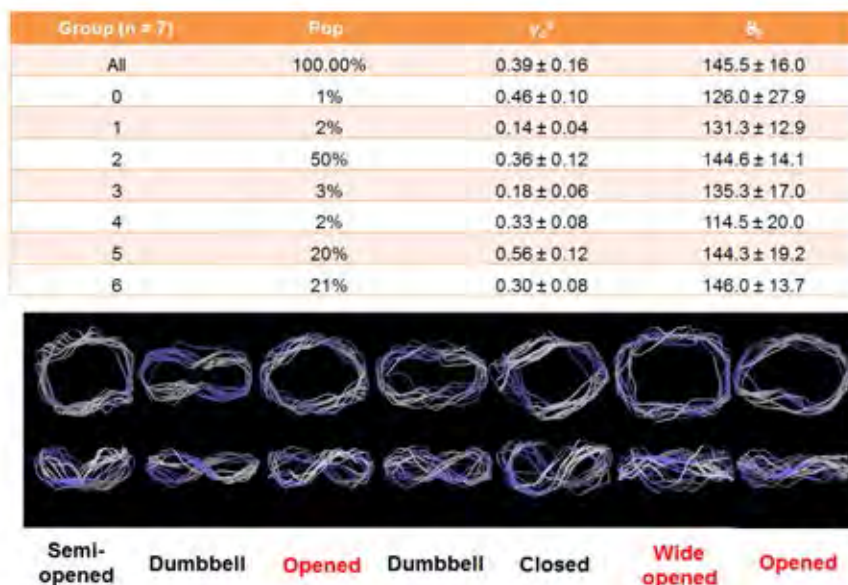 Group (n = 7) Pop
All 100.00% 0.39 ± 0.16 145.5 ± 16.0
0 1% 0.46 ± 0.10 126.0 ± 27.9
1 2% 0.14 ± 0.04 131.3 ± 12.9
2 50% 0.36 ± 0.12 144.6 ± 14.1
3 3% 0.18 ± 0.06 135.3 ± 17.0
4 2% 0.33 ± 0.08 114.5 ± 20.0
5 20% 0.56 ± 0.12 144.3 ± 19.2
6 21% 0.30 ± 0.08 146.0 ± 13.7
Semi-opened Dumbbell Opened Dumbbell Closed Wide opened Opened